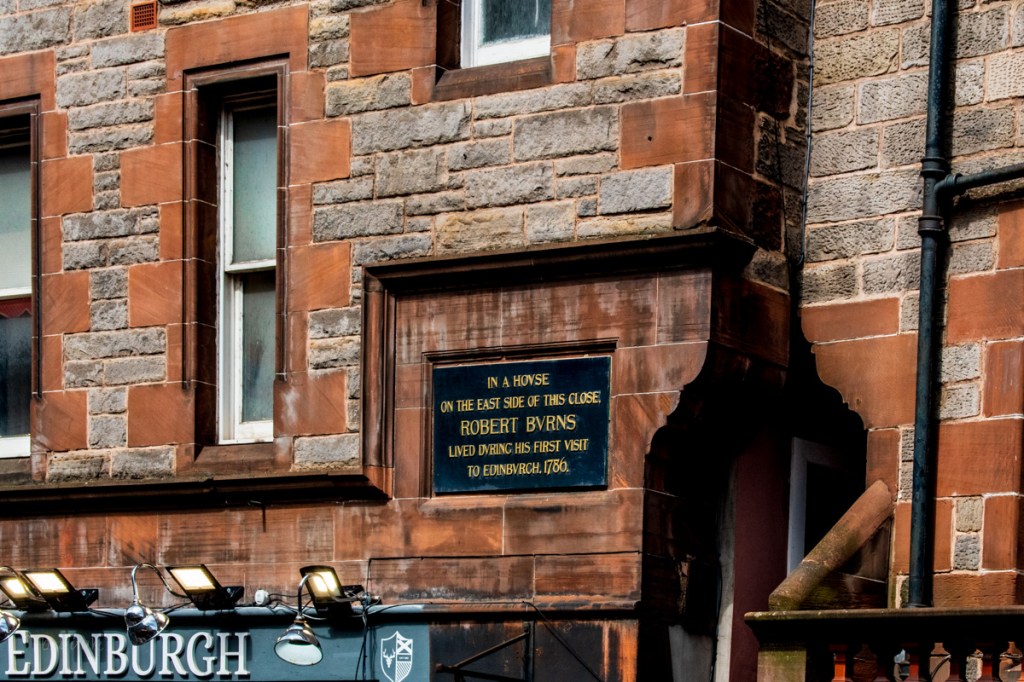 IN A HOVSE
ON THE EAST SIDE OF THIS CLOSE,
ROBERT BVRNS
LIVED DVRING HIS FIRST VISIT
TO EDINBVRGH. 1786.
EDINBURGH